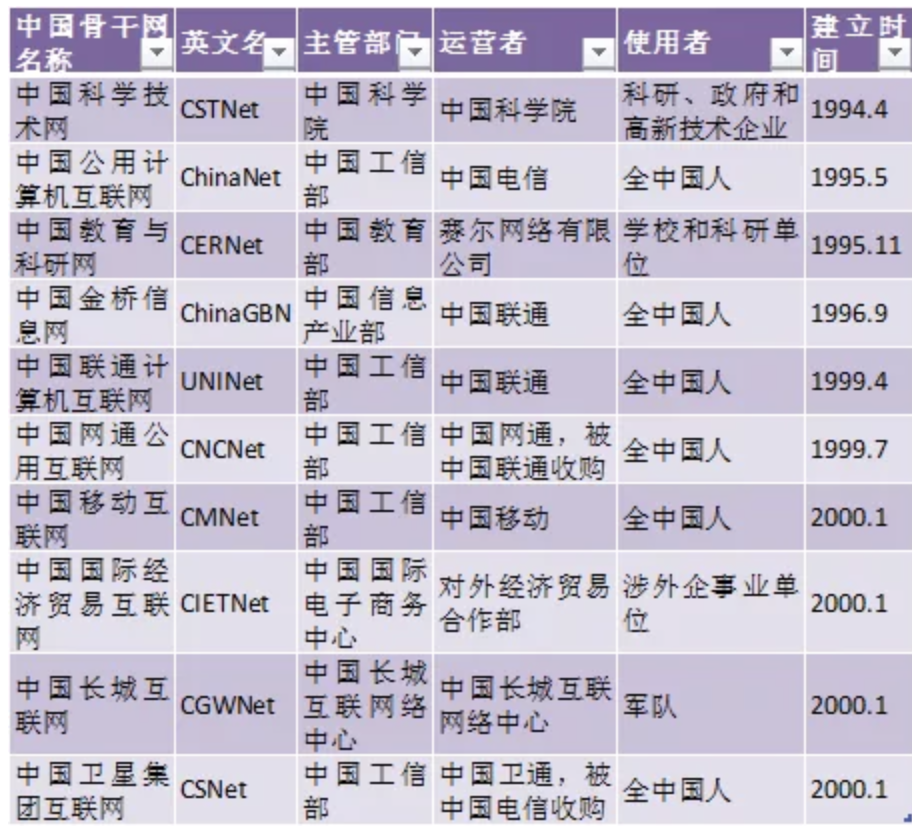 中国骨干网名称 英文名 主管部门 运营者 使用者 建立时间
中国科学技术网 CSTNet 中国科学院 中国科学院 科研、政府和高新技术企业 1994.4
中国公用计算机互联网 ChinaNet 中国工信部 中国电信 全中国人 1995.5
中国教育与科研网 CERNet 中国教育部 赛尔网络有限公司 学校和科研单位 1995.11
中国金桥信息网 ChinaGBN 中国信息产业部 中国联通 全中国人 1996.9
中国联通计算机互联网 UNINet 中国工信部 中国联通 全中国人 1999.4
中国网通公用互联网 CNCNet 中国工信部 中国网通，被中国联通收购 全中国人 1999.7
中国移动互联网 CMNet 中国工信部 中国移动 全中国人 2000.1
中国国际经济贸易互联网 CIETNet 中国国际电子商务中心 对外经济贸易合作部 涉外企事业单位 2000.1
中国长城互联网 CGWNet 中国长城互联网络中心 中国长城互联网络中心 军队 2000.1
中国卫星集团互联网 CSNet 中国工信部 中国卫通，被中国电信收购 全中国人 2000.1